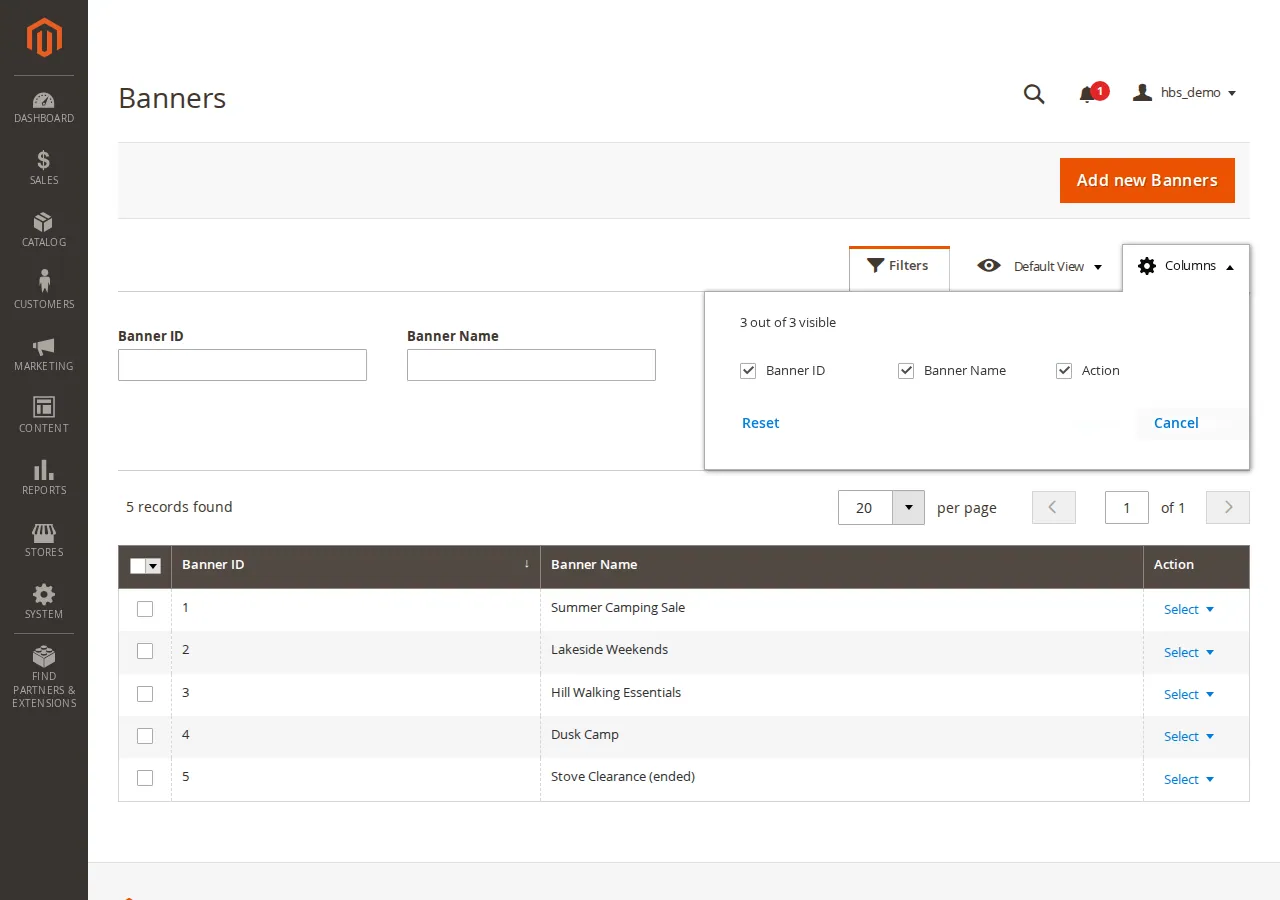 Banners
1
hbs_demo
DASHBOARD
SALES
CATALOG
CUSTOMERS
MARKETING
CONTENT
REPORTS
STORES
SYSTEM
FIND
PARTNERS &
EXTENSIONS
Add new Banners
Filters
Default View
Columns
3 out of 3 visible
Banner ID
Banner Name
Action
Reset
Cancel
Banner ID
Banner Name
5 records found
20
per page
1
of 1
Banner ID ↓ Banner Name Action
1 Summer Camping Sale Select
2 Lakeside Weekends Select
3 Hill Walking Essentials Select
4 Dusk Camp Select
5 Stove Clearance (ended) Select